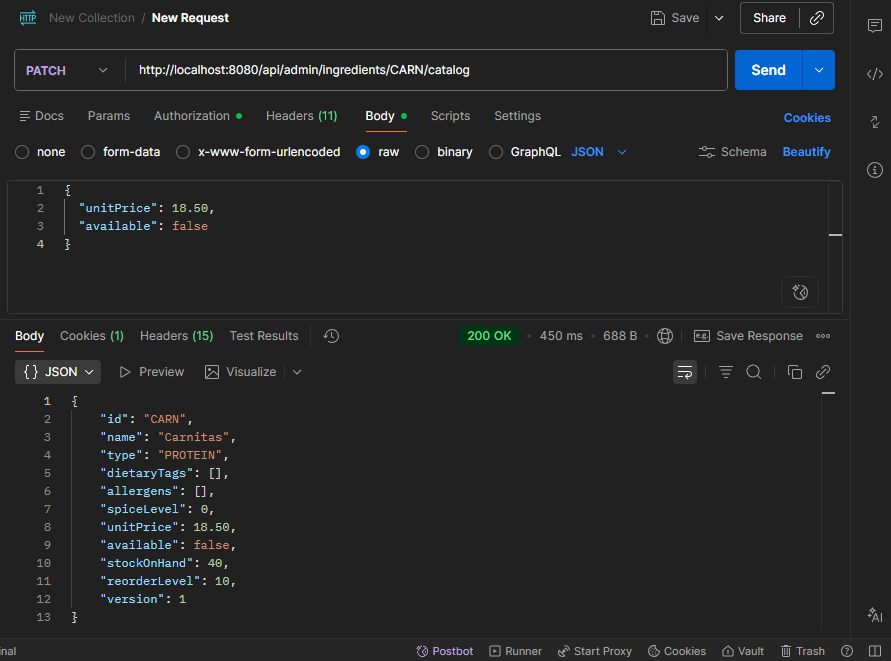 HTTP New Collection / New Request Save Share
PATCH http://localhost:8080/api/admin/ingredients/CARN/catalog Send
Docs Params Authorization Headers (11) Body Scripts Settings Cookies
none form-data x-www-form-urlencoded raw binary GraphQL JSON Schema Beautify
1 {
2 "unitPrice": 18.50,
3 "available": false
4 }
Body Cookies (1) Headers (15) Test Results 200 OK • 450 ms • 688 B • e.g. Save Response
{} JSON Preview Visualize
1 {
2 "id": "CARN",
3 "name": "Carnitas",
4 "type": "PROTEIN",
5 "dietaryTags": [],
6 "allergens": [],
7 "spiceLevel": 0,
8 "unitPrice": 18.50,
9 "available": false,
10 "stockOnHand": 40,
11 "reorderLevel": 10,
12 "version": 1
13 }
AI
nal Postbot Runner Start Proxy Cookies Vault Trash